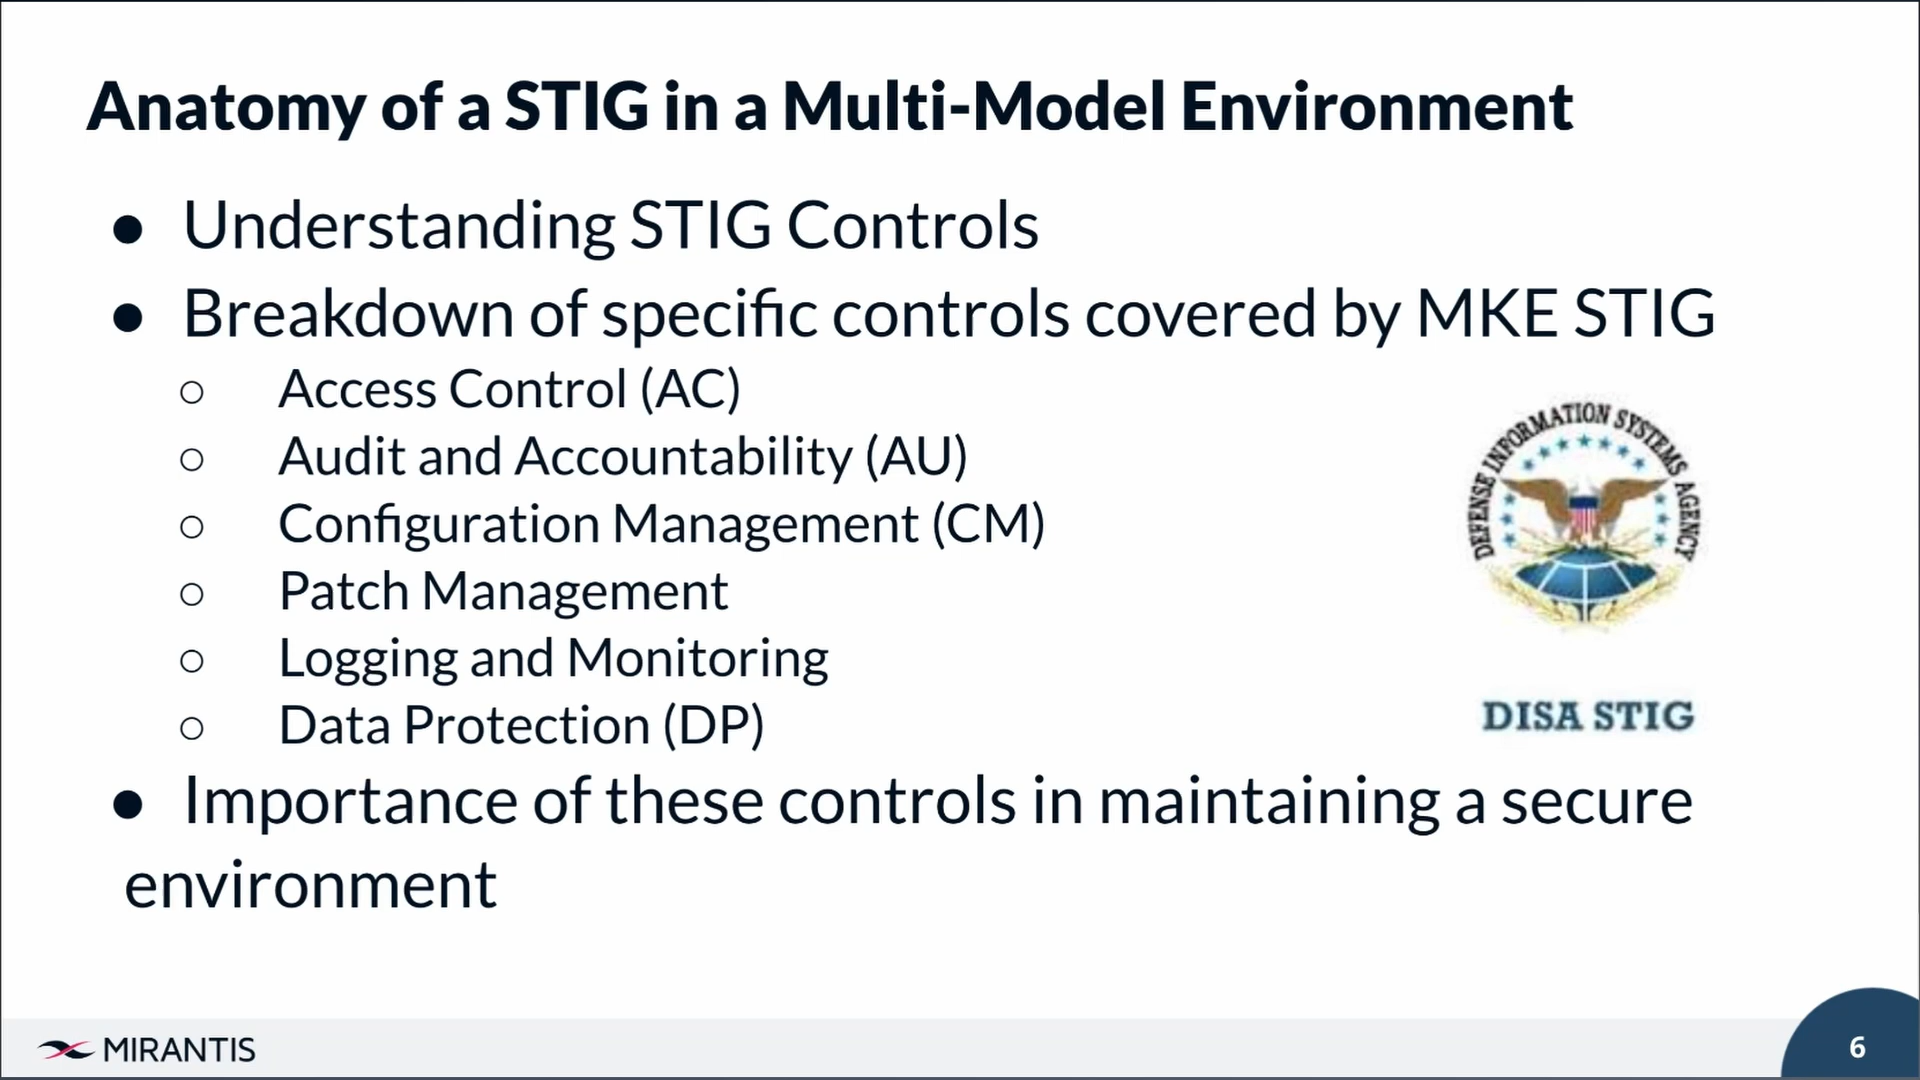 Anatomy of a STIG in a Multi-Model Environment
● Understanding STIG Controls
● Breakdown of specific controls covered by MKE STIG
○ Access Control (AC)
○ Audit and Accountability (AU)
○ Configuration Management (CM)
○ Patch Management
○ Logging and Monitoring
○ Data Protection (DP)
● Importance of these controls in maintaining a secure
environment
DEFENSE INFORMATION SYSTEMS AGENCY
DISA STIG
MIRANTIS
6